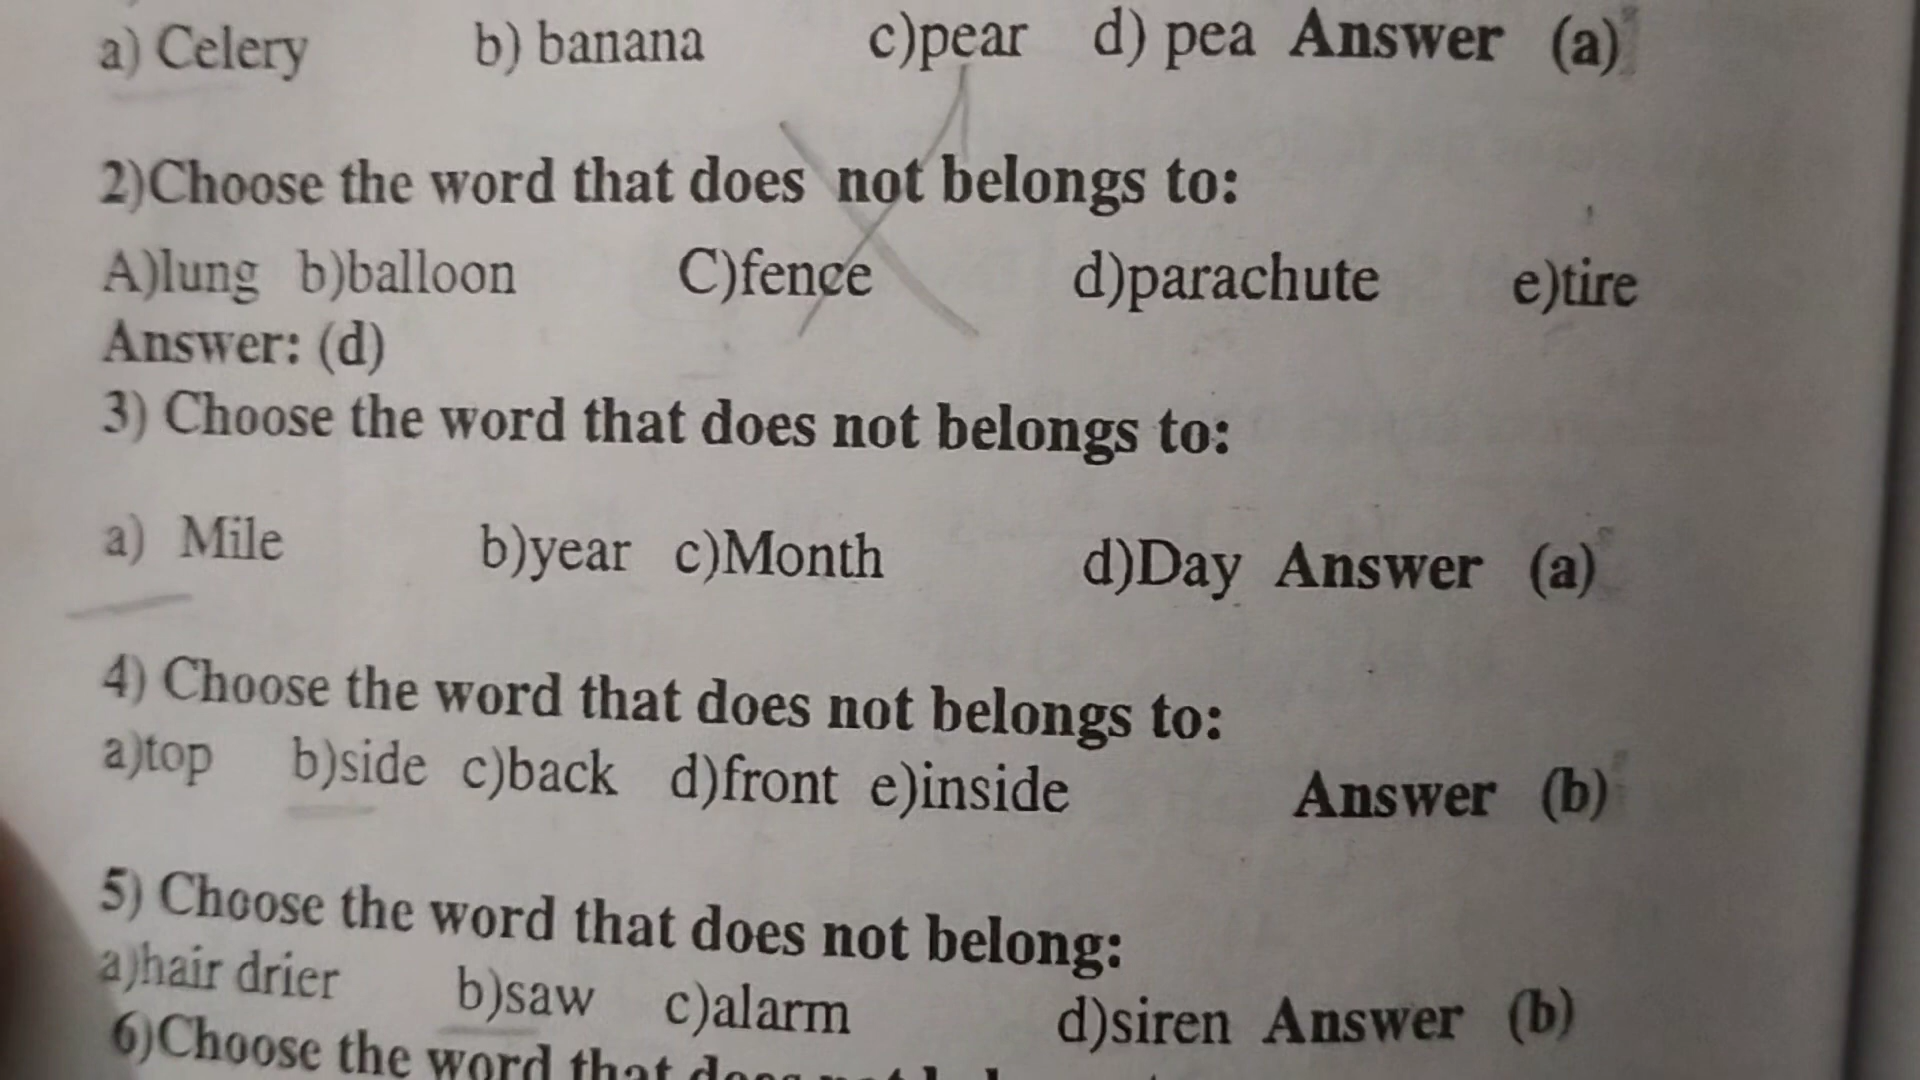 a) Celery b) banana c)pear d) pea Answer (a)
2)Choose the word that does not belongs to:
A)lung b)balloon C)fence d)parachute e)tire
Answer: (d)
3) Choose the word that does not belongs to:
a) Mile b)year c)Month d)Day Answer (a)
4) Choose the word that does not belongs to:
a)top b)side c)back d)front e)inside Answer (b)
5) Choose the word that does not belong:
a)hair drier b)saw c)alarm d)siren Answer (b)
6)Choose the word that does not